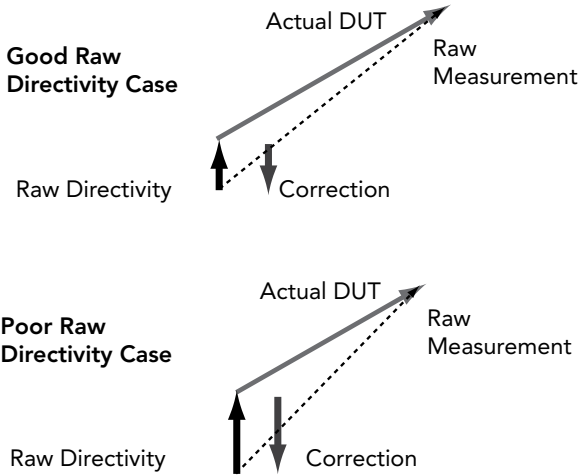 Actual DUT
Good Raw
Directivity Case
Raw
Measurement
Raw Directivity
Correction
Actual DUT
Poor Raw
Directivity Case
Raw
Measurement
Raw Directivity
Correction